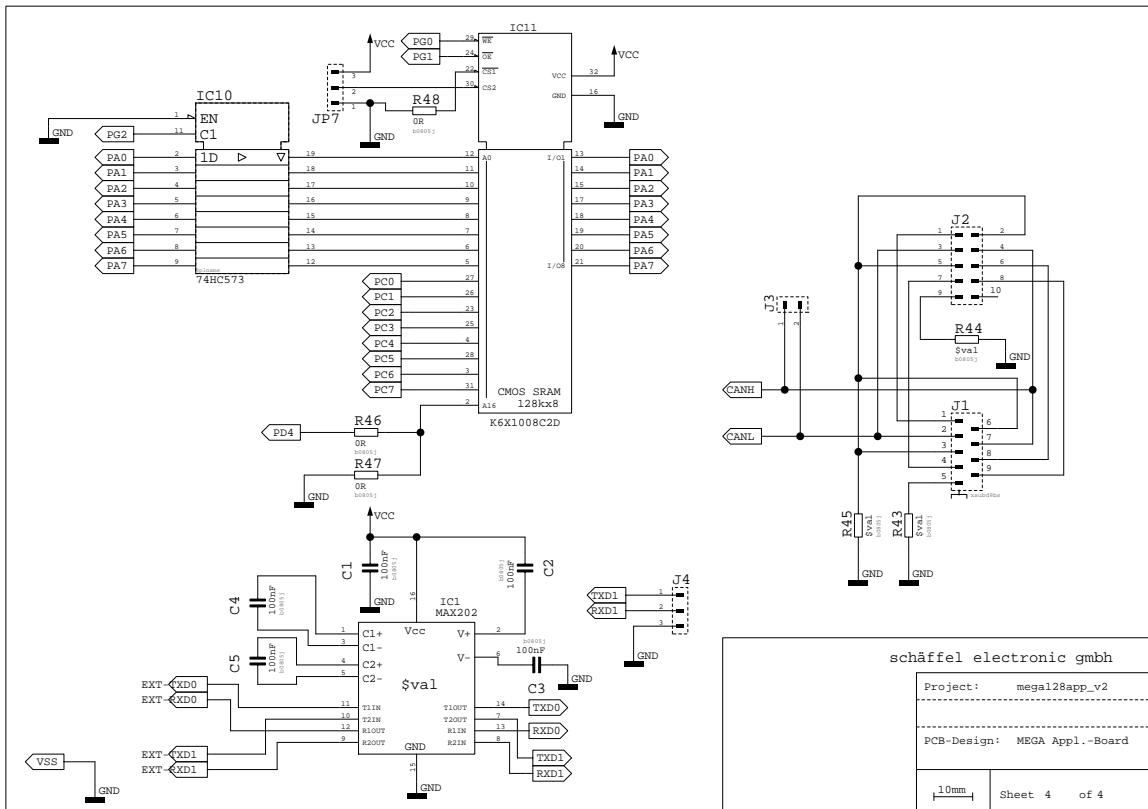 IC11
PG0 29 WE
PG1 24 OE
22 CS1
30 CS2
VCC 32 VCC
GND 16 GND
VCC
3
2
1
JP7
R48
0R
b0805j
GND
IC10
1 EN
GND
PG2 11 C1
1D
PA0 2 19 12 A0 I/O1 13 PA0
PA1 3 18 11 14 PA1
PA2 4 17 10 15 PA2
PA3 5 16 9 17 PA3
PA4 6 15 8 18 PA4
PA5 7 14 7 19 PA5
PA6 8 13 6 20 PA6
PA7 9 12 5 I/O8 21 PA7
74HC573
PC0 27
PC1 26
PC2 23
PC3 25
PC4 4
PC5 28
PC6 3
PC7 31
2 A16
CMOS SRAM
128kx8
K6X1008C2D
PD4
R46
0R
b0805j
R47
0R
b0805j
GND
J2
1 2
3 4
5 6
7 8
9 10
J3
1 2
R44
$val
b0805j
GND
CANH
CANL
J1
1 6
2 7
3 8
4 9
5
xsubd9bs
R45
$val
b0805j
GND
R43
$val
b0805j
GND
VCC
C1
100nF
b0805j
GND
C2
100nF
b0805j
C4
100nF
b0805j
C5
100nF
b0805j
C3
100nF
b0805j
GND
IC1
MAX202
16 Vcc
1 C1+ V+ 2
3 C1-
4 C2+ V- 6
5 C2-
$val
EXT-TXD0 11 T1IN T1OUT 14 TXD0
10 T2IN T2OUT 7
EXT-RXD0 12 R1OUT R1IN 13 RXD0
9 R2OUT R2IN 8
EXT-TXD1 TXD1
EXT-RXD1 RXD1
GND
15
GND
VSS
GND
J4
TXD1 1
RXD1 2
3
GND
schäffel electronic gmbh
Project: mega128app_v2
PCB-Design: MEGA Appl.-Board
10mm Sheet 4 of 4